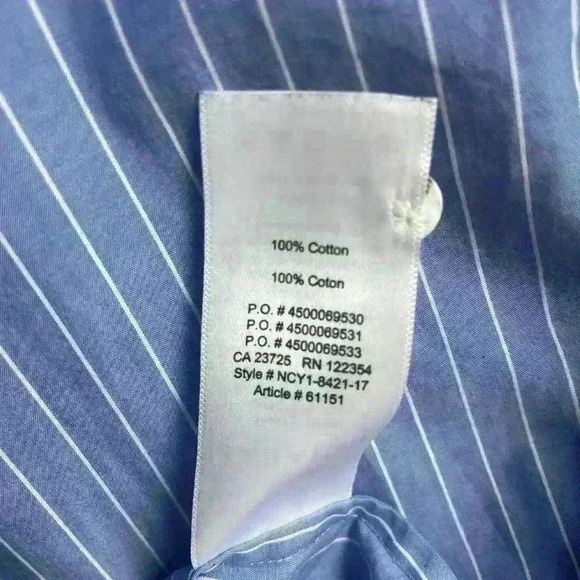 100% Cotton
100% Coton
P.O. # 4500069530
P.O. # 4500069531
P.O. # 4500069533
CA 23725 RN 122354
Style # NCY1-8421-17
Article # 61151